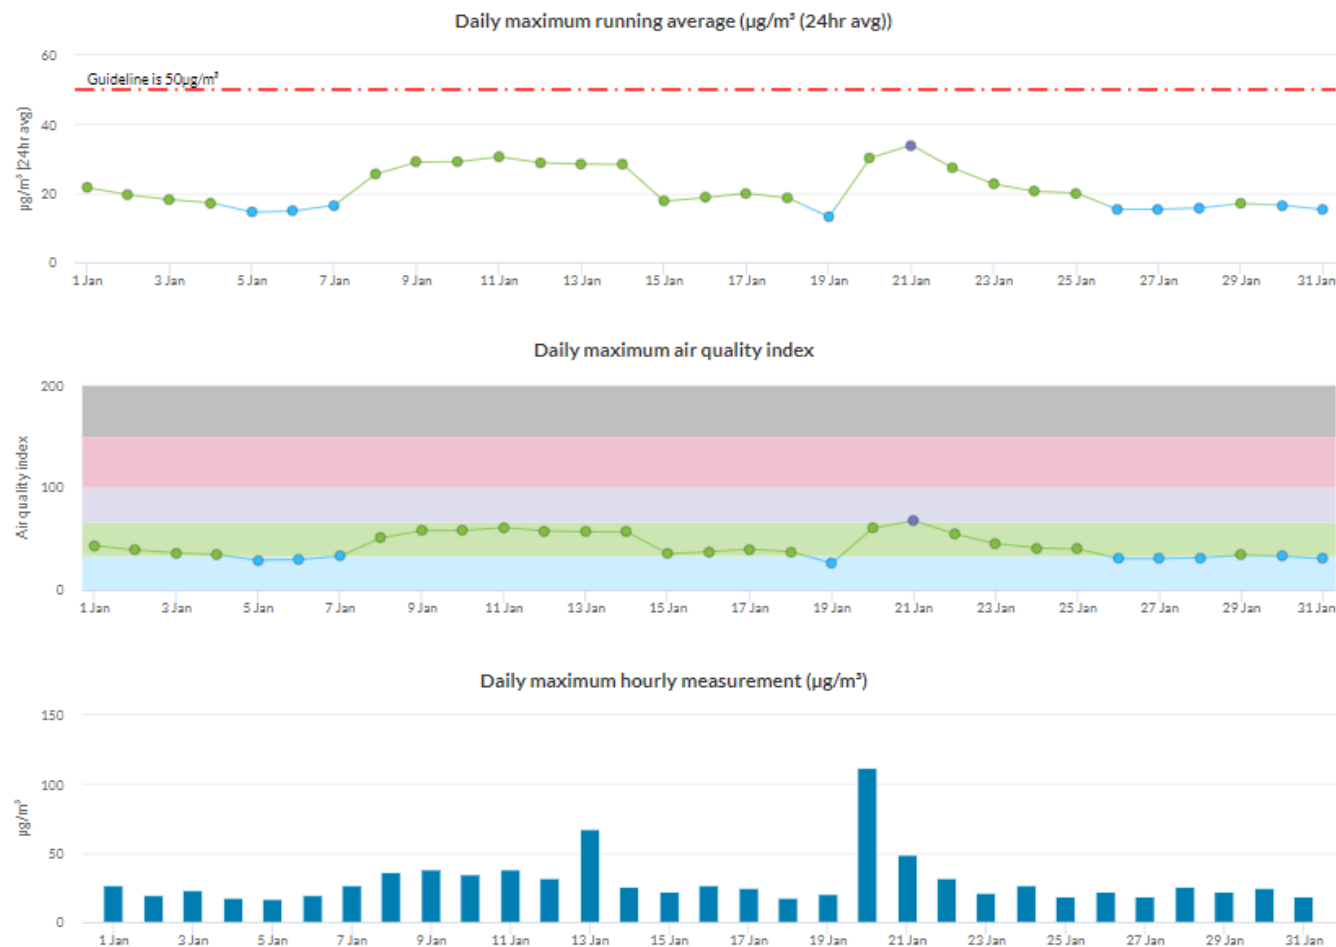 Daily maximum running average (µg/m³ (24hr avg))
60
Guideline is 50µg/m³
40
20
0
µg/m³ |24hr avg)
1 Jan 3 Jan 5 Jan 7 Jan 9 Jan 11 Jan 13 Jan 15 Jan 17 Jan 19 Jan 21 Jan 23 Jan 25 Jan 27 Jan 29 Jan 31 Jan
Daily maximum air quality index
200
100
0
Air quality index
1 Jan 3 Jan 5 Jan 7 Jan 9 Jan 11 Jan 13 Jan 15 Jan 17 Jan 19 Jan 21 Jan 23 Jan 25 Jan 27 Jan 29 Jan 31 Jan
Daily maximum hourly measurement (µg/m³)
150
100
50
0
µg/m³
1 Jan 3 Jan 5 Jan 7 Jan 9 Jan 11 Jan 13 Jan 15 Jan 17 Jan 19 Jan 21 Jan 23 Jan 25 Jan 27 Jan 29 Jan 31 Jan